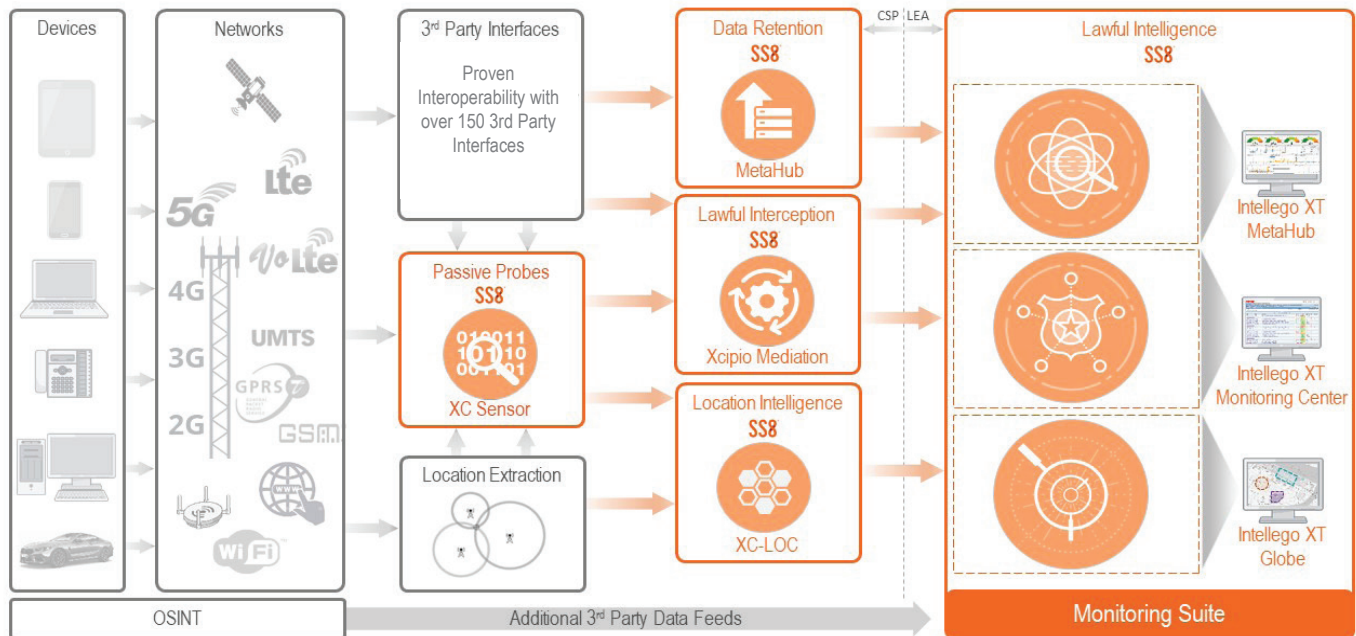 Devices
Networks
Lte
5G
VoLte
4G
UMTS
3G
GPRS
2G
GSM
WWW
WiFi
3rd Party Interfaces
Proven
Interoperability with
over 150 3rd Party
Interfaces
Passive Probes
SS8
010011
10110
001101
XC Sensor
Location Extraction
Data Retention
SS8
MetaHub
Lawful Interception
SS8
Xcipio Mediation
Location Intelligence
SS8
XC-LOC
CSP
LEA
Lawful Intelligence
SS8
Intellego XT
MetaHub
Intellego XT
Monitoring Center
Intellego XT
Globe
OSINT
Additional 3rd Party Data Feeds
Monitoring Suite